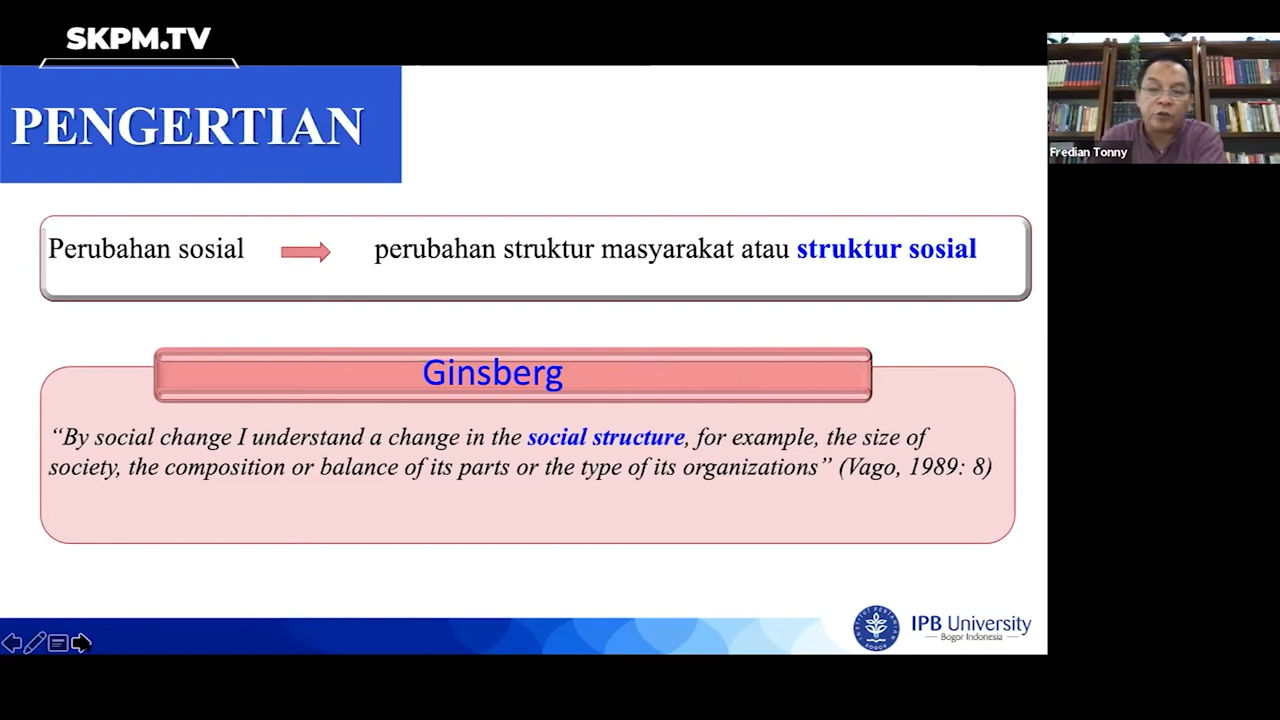 SKPM.TV
PENGERTIAN
Fredian Tonny
Perubahan sosial perubahan struktur masyarakat atau struktur sosial
Ginsberg
“By social change I understand a change in the social structure, for example, the size of
society, the composition or balance of its parts or the type of its organizations” (Vago, 1989: 8)
IPB University
Bogor Indonesia